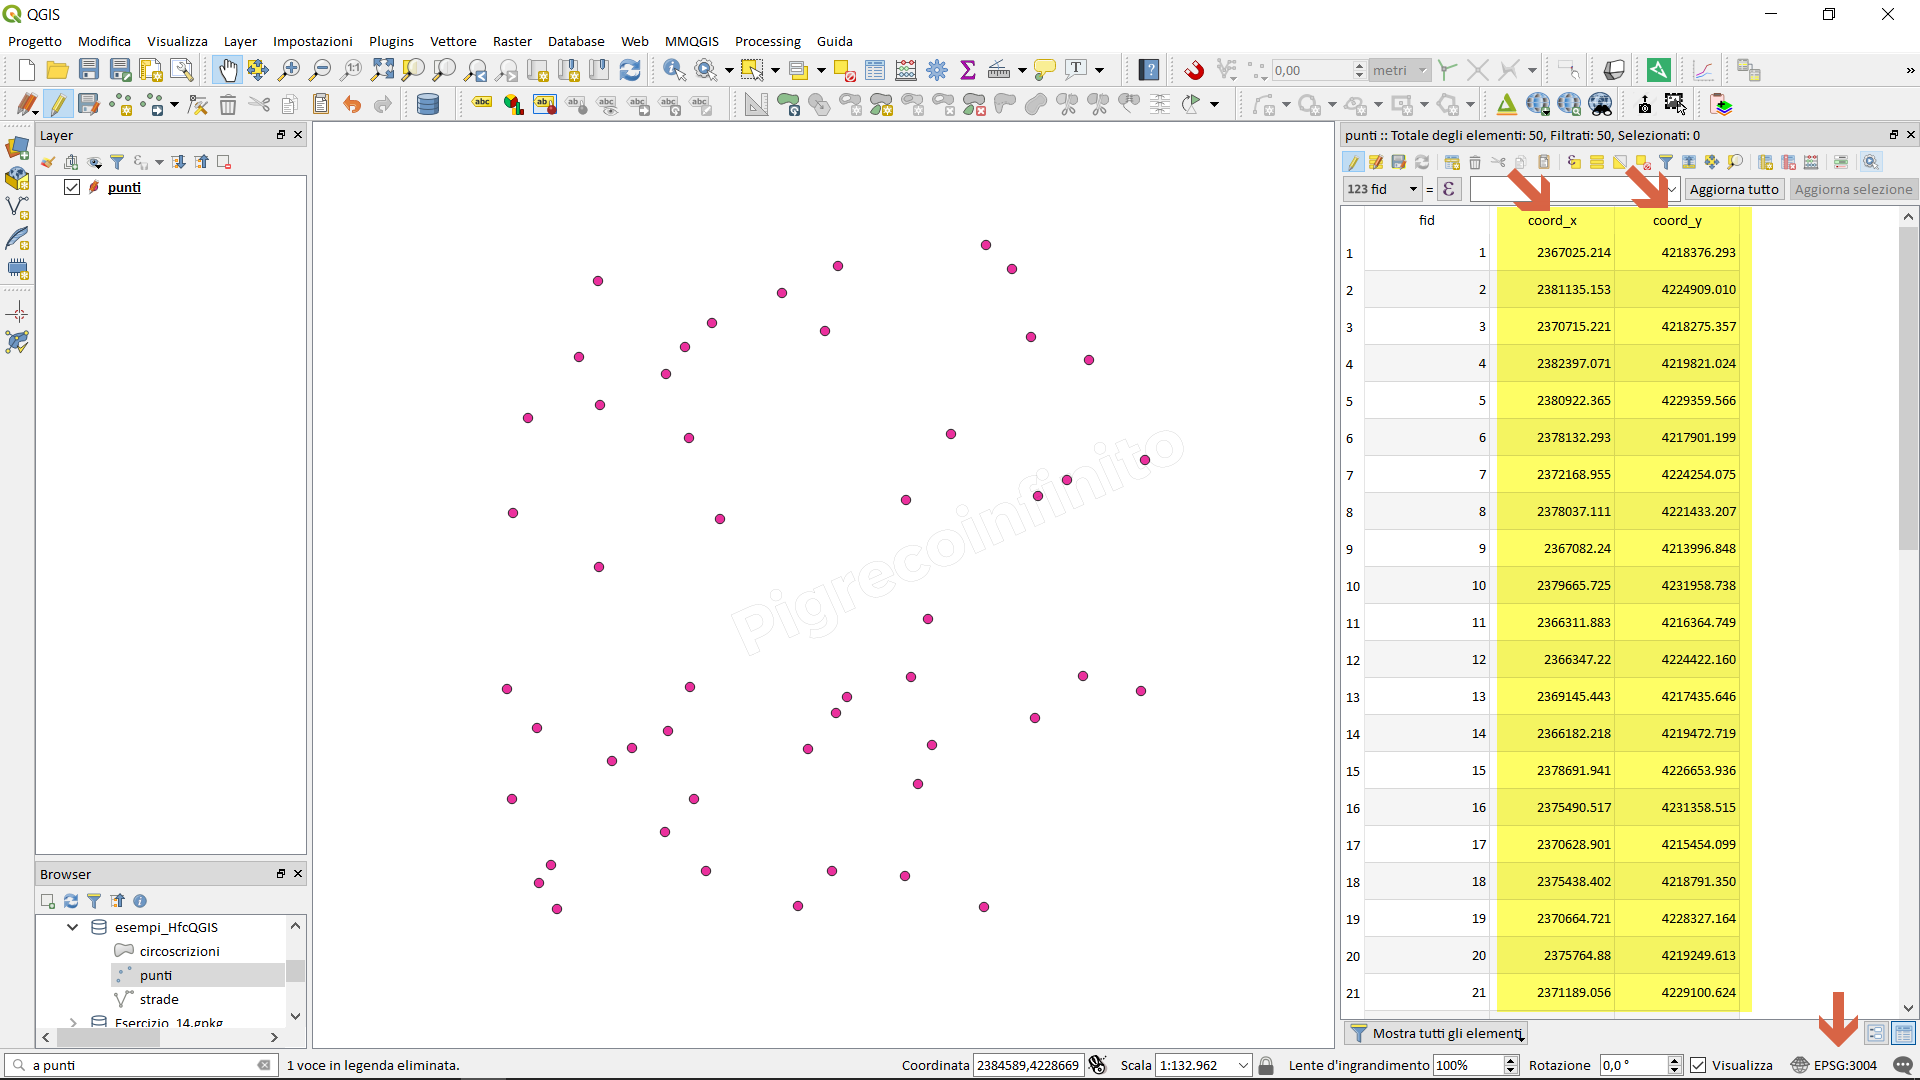 QGIS
Progetto Modifica Visualizza Layer Impostazioni Plugins Vettore Raster Database Web MMQGIS Processing Guida
0,00 metri
Layer
punti
Browser
esempi_HfcQGIS
circoscrizioni
punti
strade
Esercizio_14.gpkg
Pigrecoinfinito
punti :: Totale degli elementi: 50, Filtrati: 50, Selezionati: 0
123 fid = ε Aggiorna tutto Aggiorna selezione
fid coord_x coord_y
1 1 2367025.214 4218376.293
2 2 2381135.153 4224909.010
3 3 2370715.221 4218275.357
4 4 2382397.071 4219821.024
5 5 2380922.365 4229359.566
6 6 2378132.293 4217901.199
7 7 2372168.955 4224254.075
8 8 2378037.111 4221433.207
9 9 2367082.24 4213996.848
10 10 2379665.725 4231958.738
11 11 2366311.883 4216364.749
12 12 2366347.22 4224422.160
13 13 2369145.443 4217435.646
14 14 2366182.218 4219472.719
15 15 2378691.941 4226653.936
16 16 2375490.517 4231358.515
17 17 2370628.901 4215454.099
18 18 2375438.402 4218791.350
19 19 2370664.721 4228327.164
20 20 2375764.88 4219249.613
21 21 2371189.056 4229100.624
Mostra tutti gli elementi
a punti 1 voce in legenda eliminata. Coordinata 2384589,4228669 Scala 1:132.962 Lente d'ingrandimento 100% Rotazione 0,0 ° Visualizza EPSG:3004